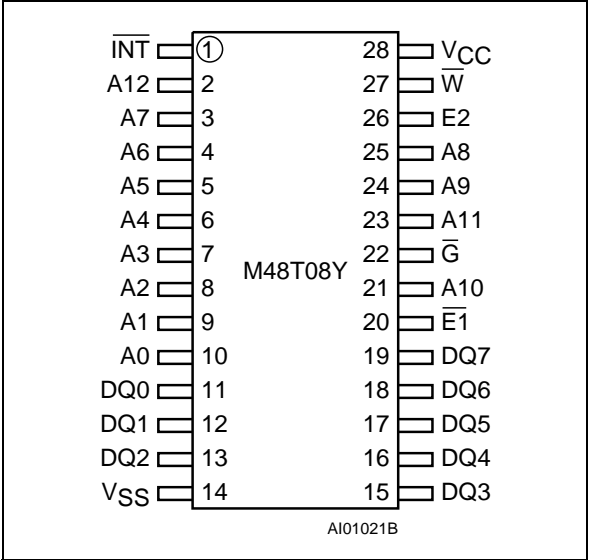 I̅N̅T̅ 1 28 VCC
A12 2 27 W̅
A7 3 26 E2
A6 4 25 A8
A5 5 24 A9
A4 6 23 A11
A3 7 22 G̅
M48T08Y
A2 8 21 A10
A1 9 20 E̅1̅
A0 10 19 DQ7
DQ0 11 18 DQ6
DQ1 12 17 DQ5
DQ2 13 16 DQ4
VSS 14 15 DQ3
AI01021B